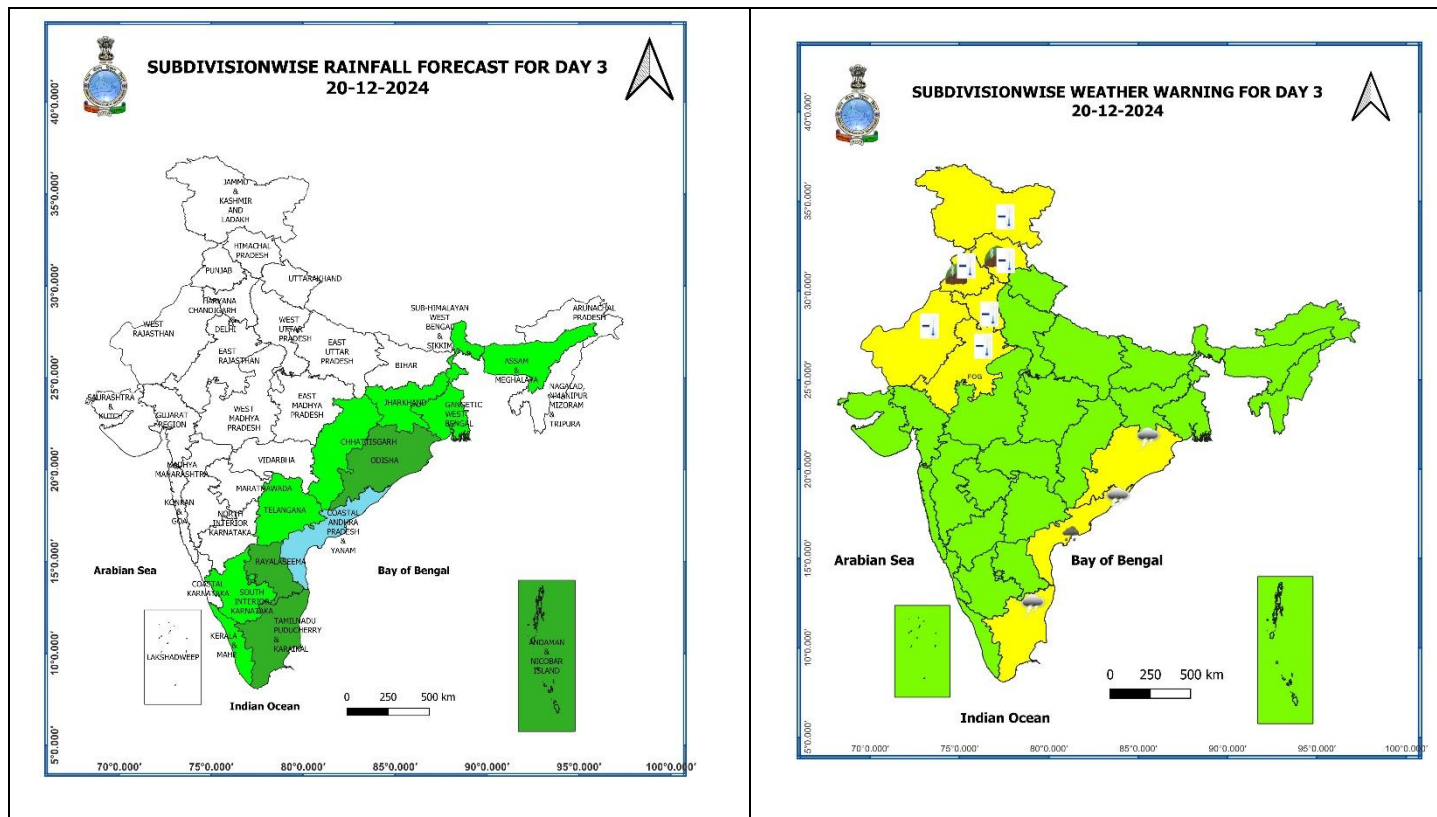 SUBDIVISIONWISE RAINFALL FORECAST FOR DAY 3
20-12-2024
40°0.000'
35°0.000'
30°0.000'
25°0.000'
20°0.000'
15°0.000'
10°0.000'
5°0.000'
JAMMU
&
KASHMIR
AND
LADAKH
HIMACHAL
PRADESH
PUNJAB
UTTARAKHAND
HARYANA
CHANDIGARH
&
DELHI
WEST
RAJASTHAN
WEST
UTTAR
PRADESH
EAST
RAJASTHAN
EAST
UTTAR
PRADESH
SUB-HIMALAYAN
WEST
BENGAL
&
SIKKIM
ARUNACHAL
PRADESH
BIHAR
ASSAM
&
MEGHALAYA
NAGALAD,
MANIPUR
MIZORAM
&
TRIPURA
SAURASHTRA
&
KUTCH
GUJARAT
REGION
WEST
MADHYA
PRADESH
EAST
MADHYA
PRADESH
JHARKHAND
GANGETIC
WEST
BENGAL
CHHATTISGARH
ODISHA
VIDARBHA
MADHYA
MAHARASHTRA
MARATHAWADA
KONKAN
&
GOA
NORTH
INTERIOR
KARNATAKA
TELANGANA
COASTAL
ANDHRA
PRADESH
&
YANAM
RAYALASEEMA
COASTAL
KARNATAKA
SOUTH
INTERIOR
KARNATAKA
TAMILNADU
PUDUCHERRY
&
KARAIKAL
KERALA
&
MAHE
LAKSHADWEEP
ANDAMAN
&
NICOBAR
ISLAND
Arabian Sea
Bay of Bengal
Indian Ocean
0 250 500 km
70°0.000' 75°0.000' 80°0.000' 85°0.000' 90°0.000' 95°0.000' 100°0.000'
SUBDIVISIONWISE WEATHER WARNING FOR DAY 3
20-12-2024
40°0.000'
35°0.000'
30°0.000'
25°0.000'
20°0.000'
15°0.000'
10°0.000'
5°0.000'
FOG
Arabian Sea
Bay of Bengal
Indian Ocean
0 250 500 km
70°0.000' 75°0.000' 80°0.000' 85°0.000' 90°0.000' 95°0.000' 100°0.000'